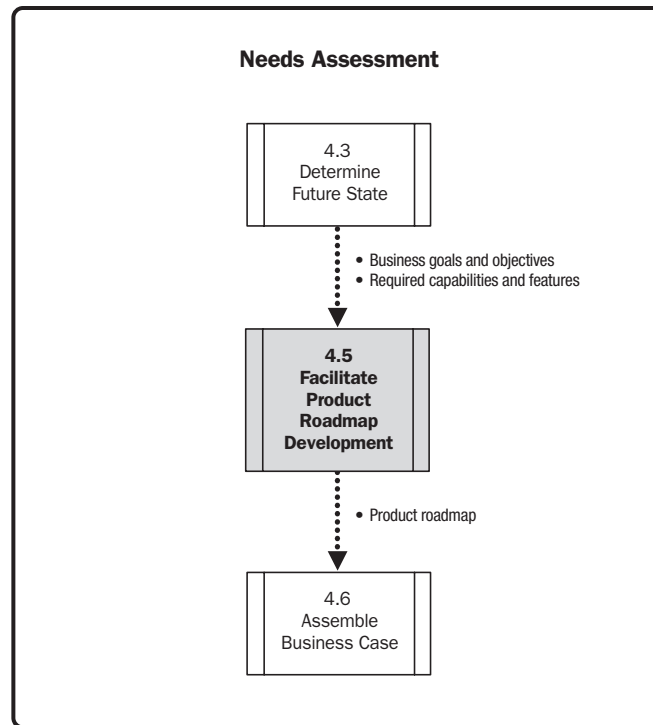 Needs Assessment
4.3
Determine
Future State
• Business goals and objectives
• Required capabilities and features
4.5
Facilitate
Product
Roadmap
Development
• Product roadmap
4.6
Assemble
Business Case